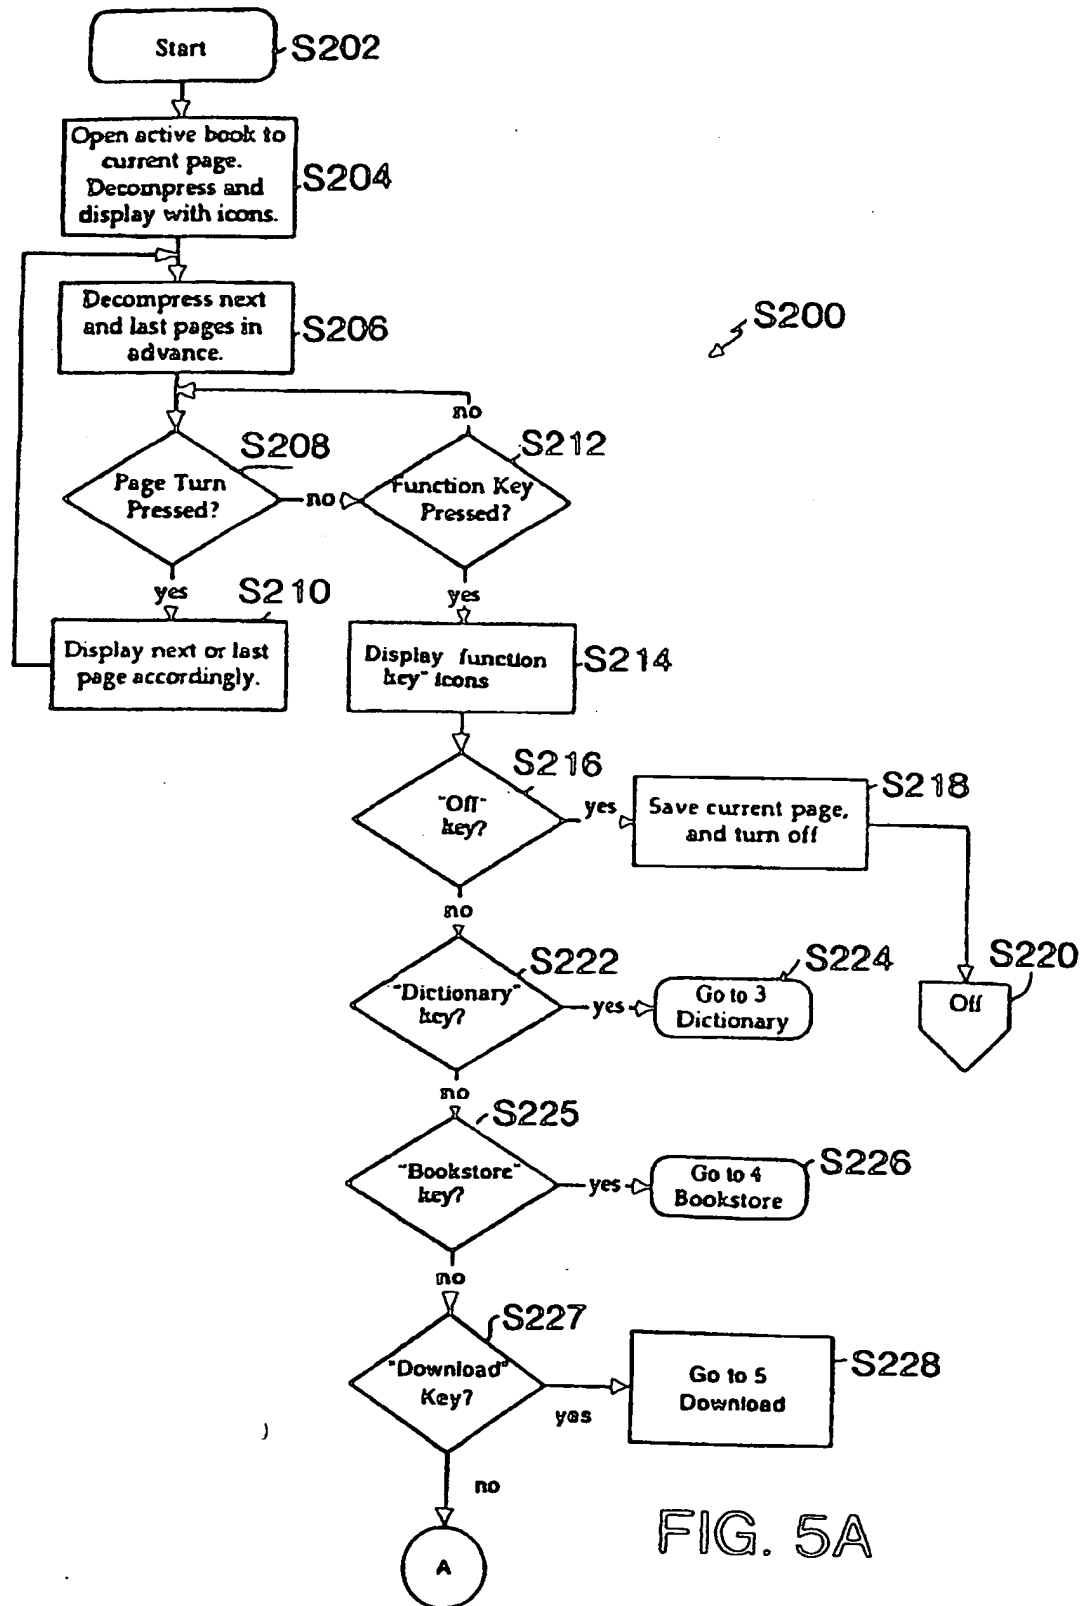 Start
S202
Open active book to
current page.
Decompress and
display with icons.
S204
Decompress next
and last pages in
advance.
S206
S200
no
S208
S212
Page Turn
Pressed?
no
Function Key
Pressed?
yes
S210
yes
Display next or last
page accordingly.
Display function
key" icons
S214
S216
"Off"
key?
yes
Save current page,
and turn off
S218
no
S222
"Dictionary"
key?
yes
Go to 3
Dictionary
S224
S220
Off
no
S225
"Bookstore"
key?
yes
Go to 4
Bookstore
S226
no
S227
"Download"
Key?
yes
Go to 5
Download
S228
no
A
FIG. 5A